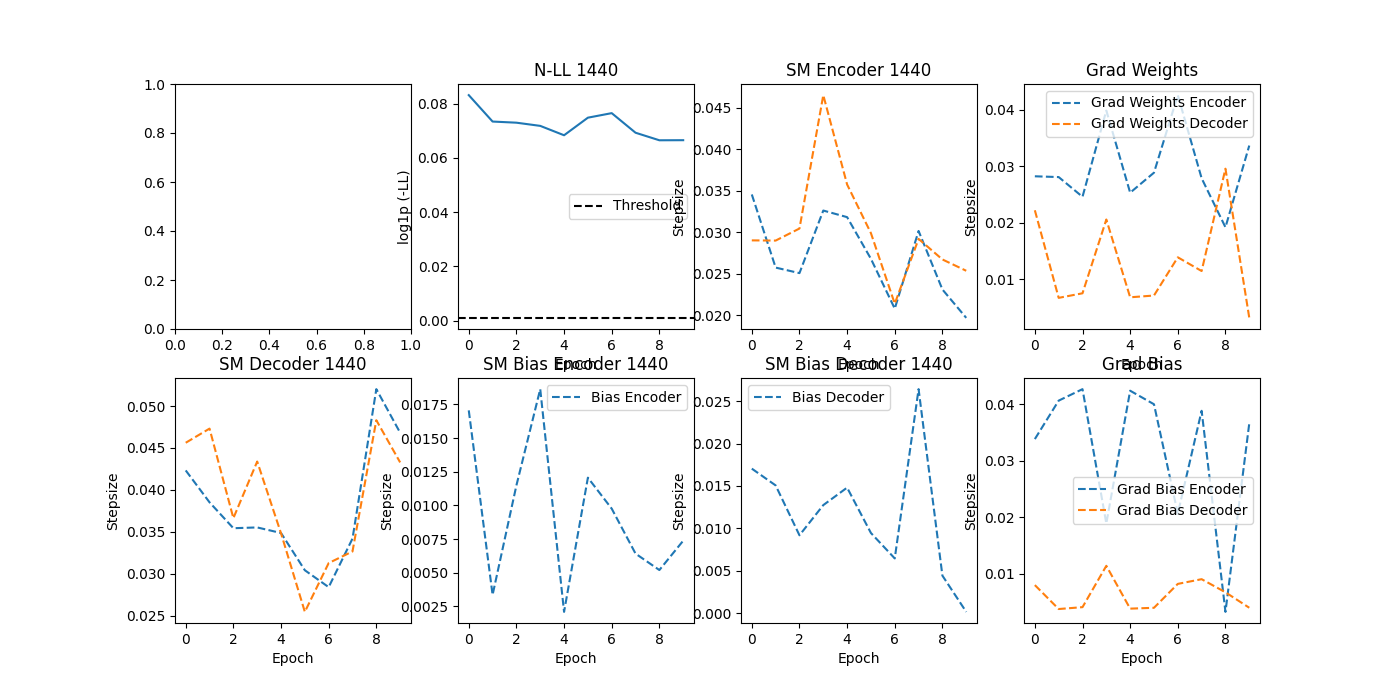 N-LL 1440
SM Encoder 1440
Grad Weights
1.0
0.8
0.6
0.4
0.2
0.0
0.0 0.2 0.4 0.6 0.8 1.0
log1p (-LL)
0.08
0.06
0.04
0.02
0.00
Threshold
0 2 4 6 8
Epoch
Stepsize
0.045
0.040
0.035
0.030
0.025
0.020
0 2 4 6 8
Epoch
Stepsize
0.04
0.03
0.02
0.01
Grad Weights Encoder
Grad Weights Decoder
0 2 4 6 8
Epoch
SM Decoder 1440
SM Bias Encoder 1440
SM Bias Decoder 1440
Grad Bias
Stepsize
0.050
0.045
0.040
0.035
0.030
0.025
0 2 4 6 8
Epoch
Stepsize
0.0175
0.0150
0.0125
0.0100
0.0075
0.0050
0.0025
Bias Encoder
0 2 4 6 8
Epoch
Stepsize
0.025
0.020
0.015
0.010
0.005
0.000
Bias Decoder
0 2 4 6 8
Epoch
Stepsize
0.04
0.03
0.02
0.01
Grad Bias Encoder
Grad Bias Decoder
0 2 4 6 8
Epoch